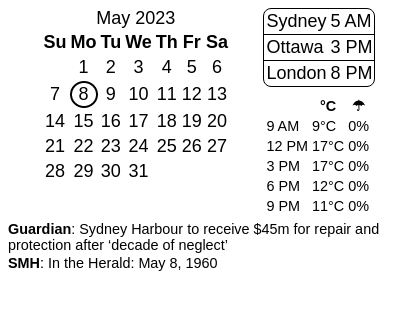 May 2023
Su Mo Tu We Th Fr Sa
1 2 3 4 5 6
7 8 9 10 11 12 13
14 15 16 17 18 19 20
21 22 23 24 25 26 27
28 29 30 31
Sydney 5 AM
Ottawa 3 PM
London 8 PM
°C ☂
9 AM 9°C 0%
12 PM 17°C 0%
3 PM 17°C 0%
6 PM 12°C 0%
9 PM 11°C 0%
Guardian: Sydney Harbour to receive $45m for repair and
protection after ‘decade of neglect’
SMH: In the Herald: May 8, 1960